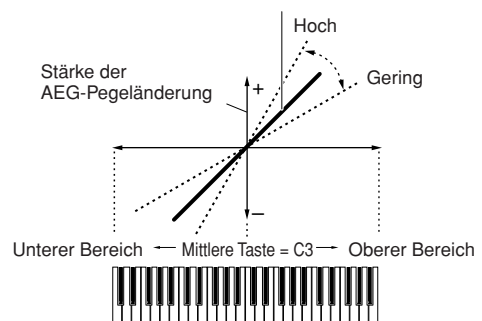 Hoch
Stärke der
AEG-Pegeländerung
Gering
+
–
Unterer Bereich
Mittlere Taste = C3
Oberer Bereich